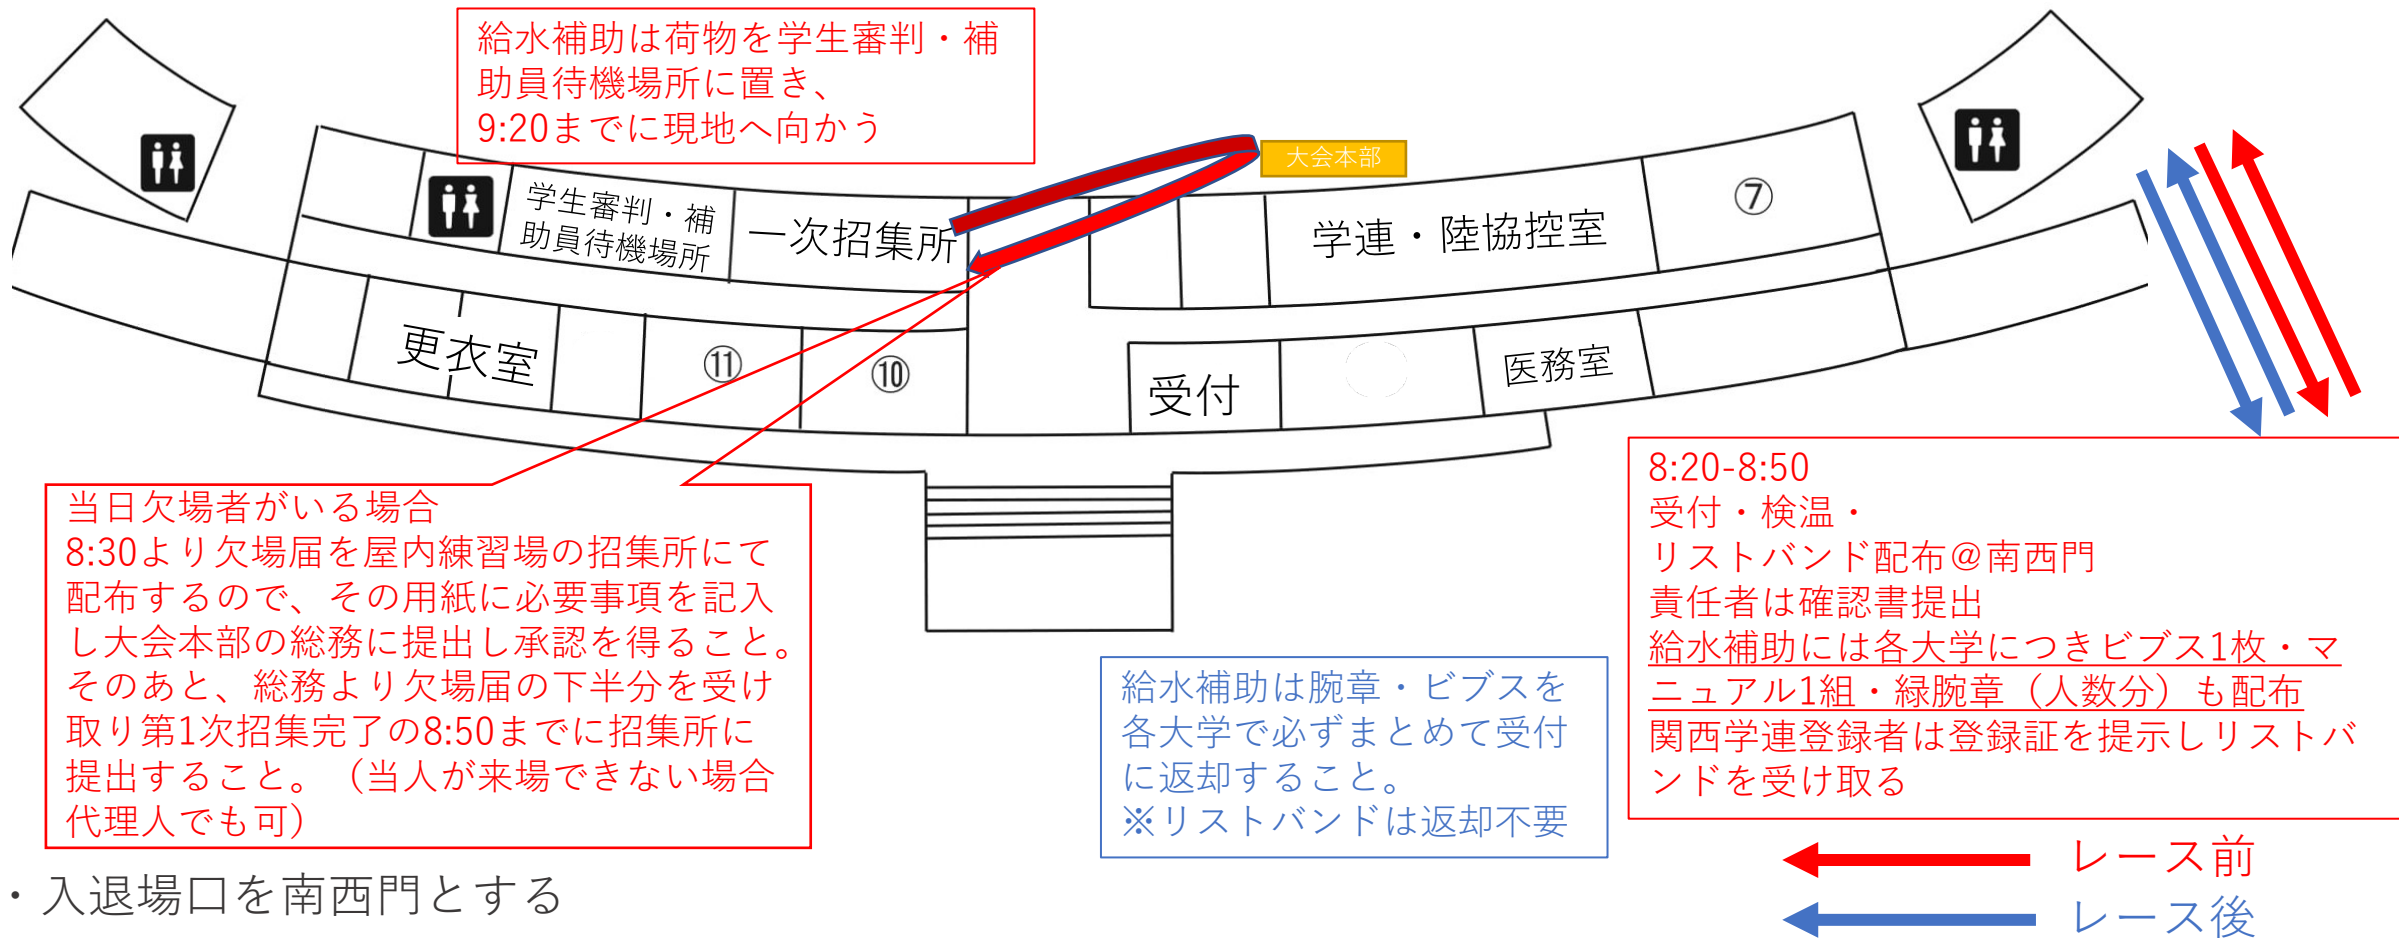 給水補助は荷物を学生審判・補
助員待機場所に置き、
9:20までに現地へ向かう
大会本部
学生審判・補
助員待機場所
一次招集所
学連・陸協控室
⑦
更衣室
⑪
⑩
受付
医務室
当日欠場者がいる場合
8:30より欠場届を屋内練習場の招集所にて
配布するので、その用紙に必要事項を記入
し大会本部の総務に提出し承認を得ること。
そのあと、総務より欠場届の下半分を受け
取り第1次招集完了の8:50までに招集所に
提出すること。（当人が来場できない場合
代理人でも可）
給水補助は腕章・ビブスを
各大学で必ずまとめて受付
に返却すること。
※リストバンドは返却不要
8:20-8:50
受付・検温・
リストバンド配布＠南西門
責任者は確認書提出
給水補助には各大学につきビブス1枚・マ
ニュアル1組・緑腕章（人数分）も配布
関西学連登録者は登録証を提示しリストバ
ンドを受け取る
レース前
レース後
・入退場口を南西門とする